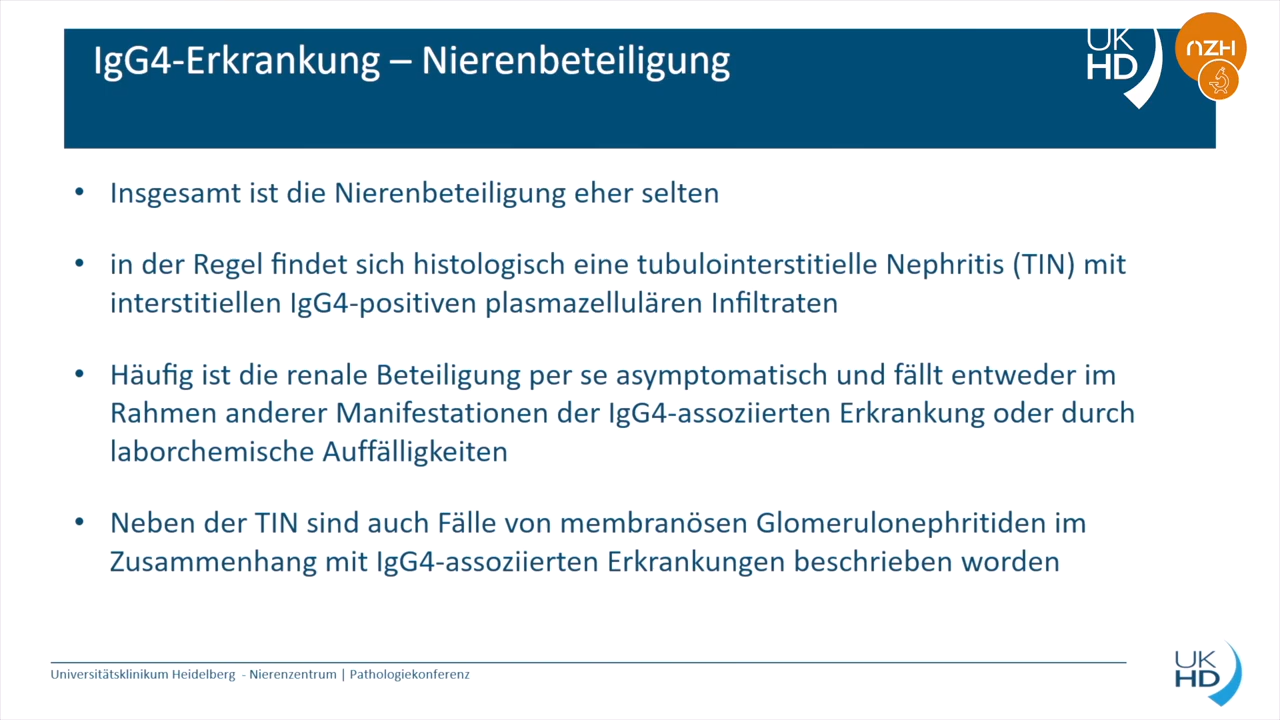 IgG4-Erkrankung – Nierenbeteiligung
UK
HD
nZH
• Insgesamt ist die Nierenbeteiligung eher selten
• in der Regel findet sich histologisch eine tubulointerstitielle Nephritis (TIN) mit
interstitiellen IgG4-positiven plasmazellulären Infiltraten
• Häufig ist die renale Beteiligung per se asymptomatisch und fällt entweder im
Rahmen anderer Manifestationen der IgG4-assoziierten Erkrankung oder durch
laborchemische Auffälligkeiten
• Neben der TIN sind auch Fälle von membranösen Glomerulonephritiden im
Zusammenhang mit IgG4-assoziierten Erkrankungen beschrieben worden
Universitätsklinikum Heidelberg - Nierenzentrum | Pathologiekonferenz
UK
HD